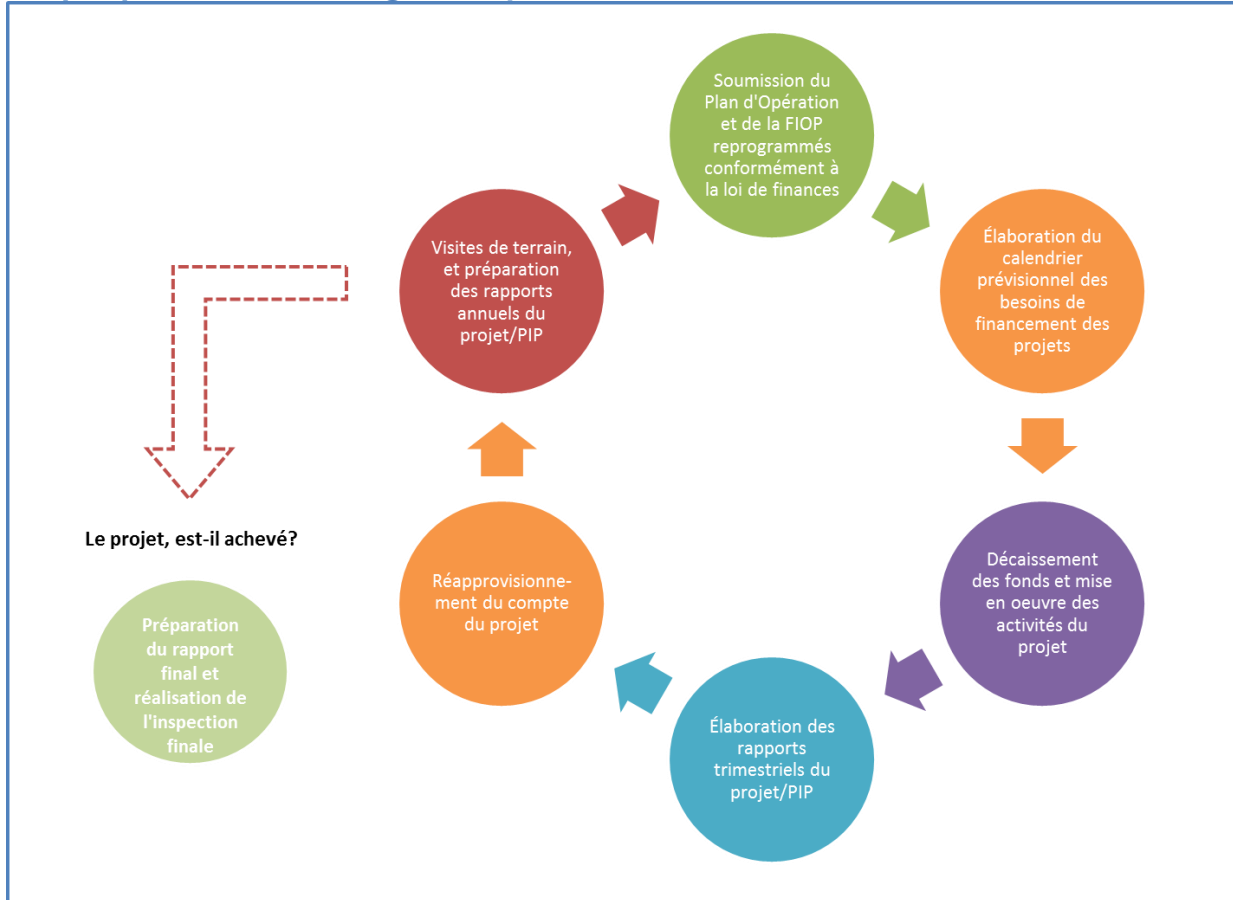 Soumission du
Plan d'Opération
et de la FIOP
reprogrammés
conformément à
la loi de finances
Élaboration du
calendrier
prévisionnel des
besoins de
financement des
projets
Décaissement
des fonds et mise
en oeuvre des
activités du
projet
Élaboration des
rapports
trimestriels du
projet/PIP
Réapprovisionne-
ment du compte
du projet
Visites de terrain,
et préparation
des rapports
annuels du
projet/PIP
Le projet, est-il achevé?
Préparation
du rapport
final et
réalisation de
l'inspection
finale